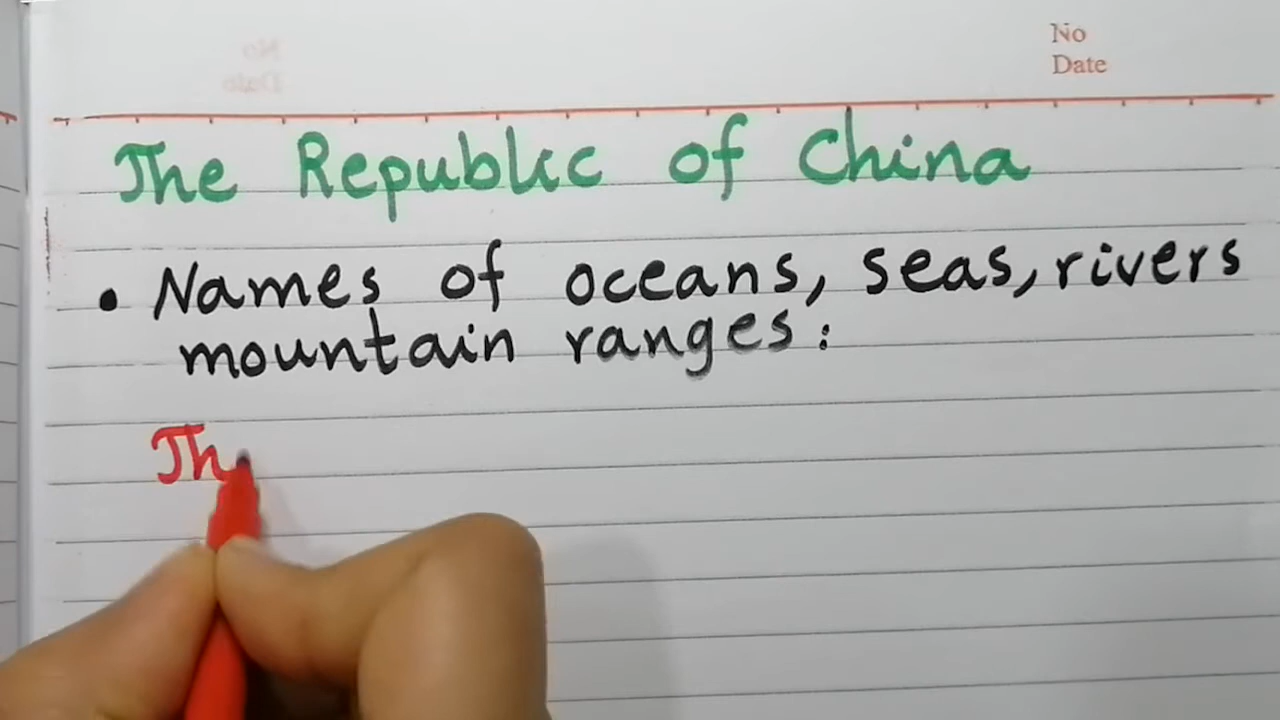 No
Date
The Republic of China
• Names of oceans, seas, rivers
mountain ranges:
Th